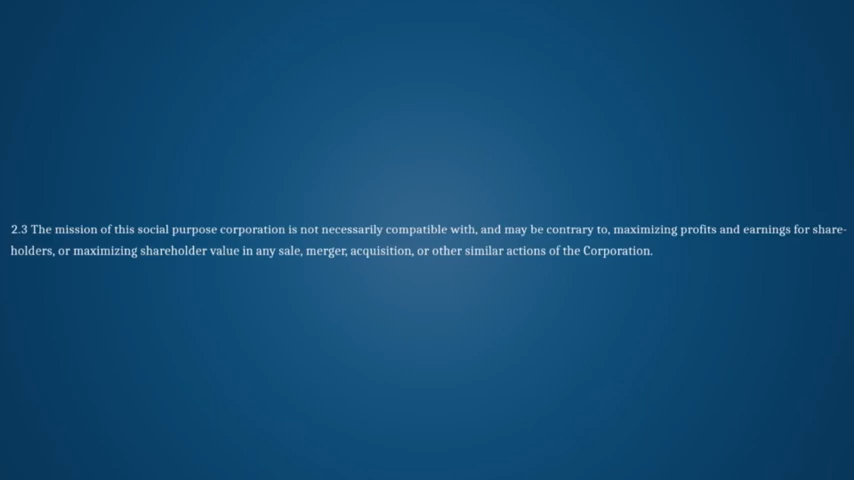 2.3 The mission of this social purpose corporation is not necessarily compatible with, and may be contrary to, maximizing profits and earnings for share-
holders, or maximizing shareholder value in any sale, merger, acquisition, or other similar actions of the Corporation.